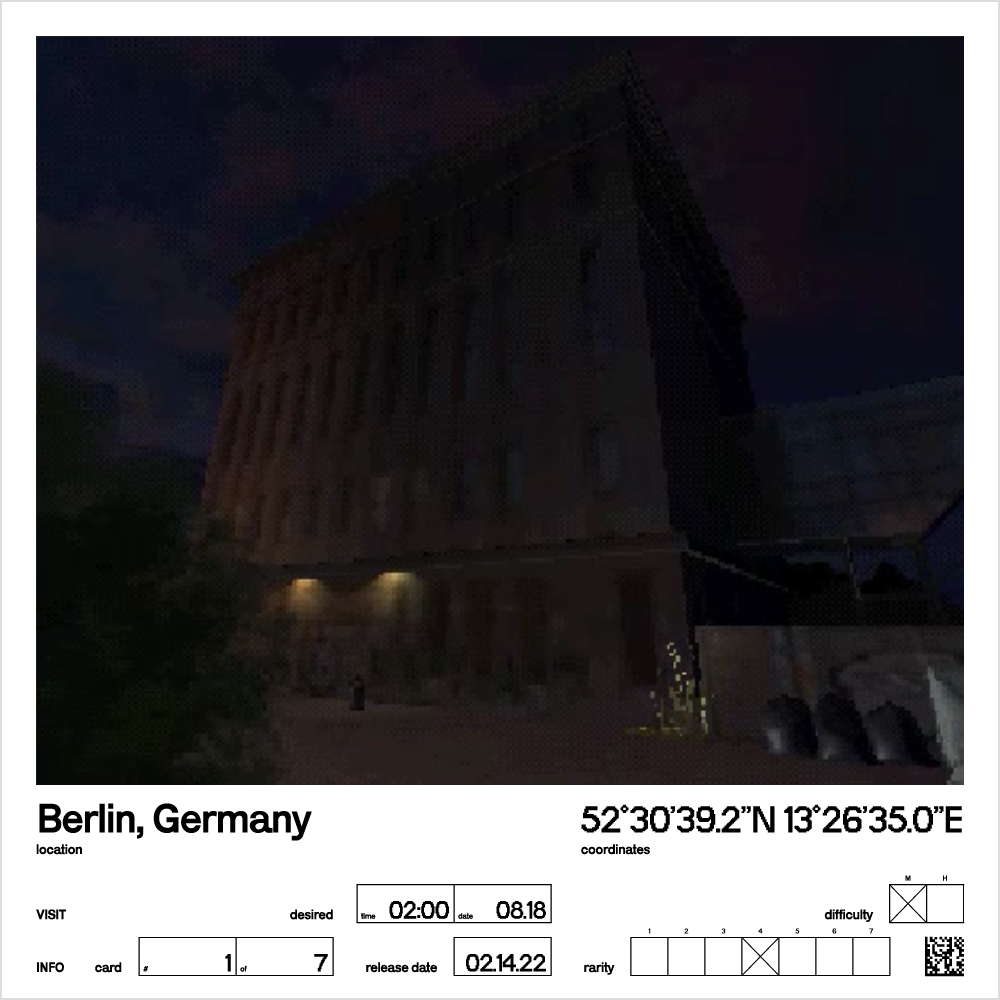 Berlin, Germany 52°30’39.2”N 13°26’35.0”E
location coordinates
M H
VISIT desired time 02:00 date 08.18 difficulty
1 2 3 4 5 6 7
INFO card # 1 of 7 release date 02.14.22 rarity